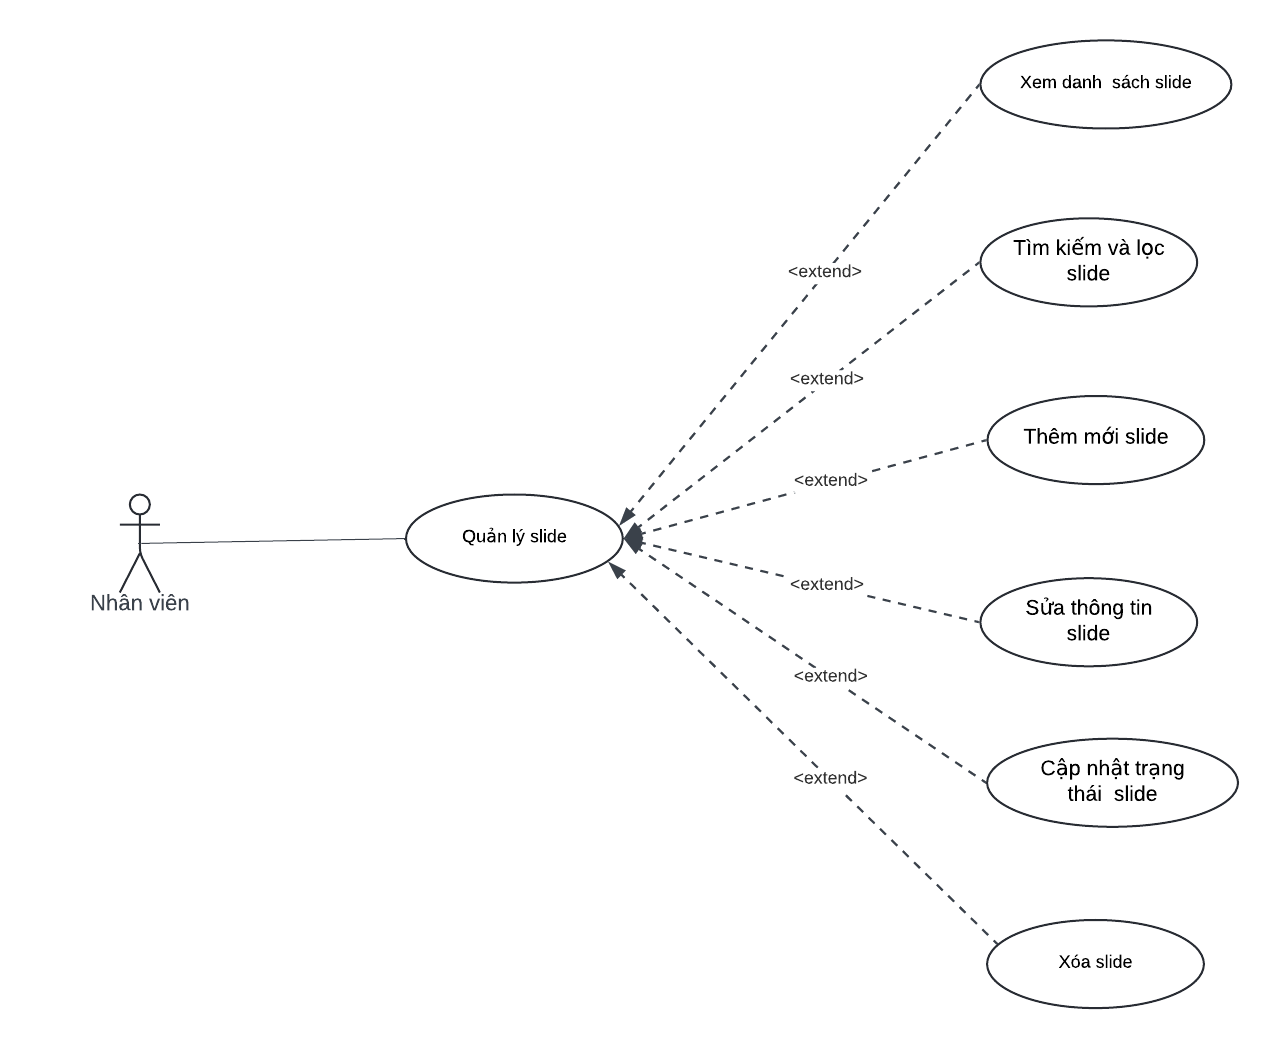 Xem danh  sách slide
<extend>
Tìm kiếm và lọc
slide
<extend>
Thêm mới slide
<extend>
Nhân viên
Quản lý slide
<extend>
Sửa thông tin
slide
<extend>
Cập nhật trạng
thái  slide
<extend>
Xóa slide